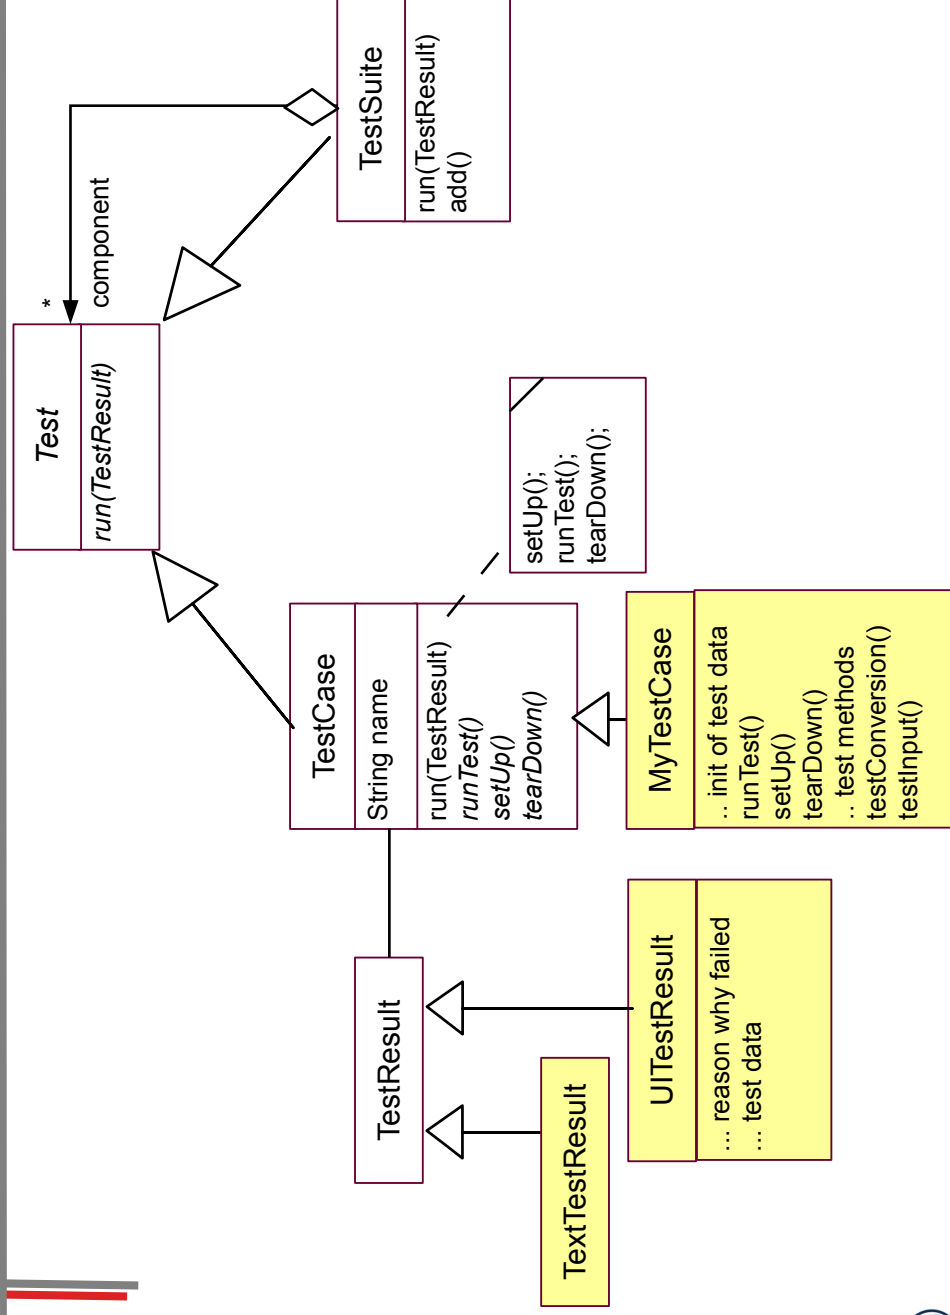 Test
run(TestResult)
*
component
TestSuite
run(TestResult)
add()
TestCase
String name
run(TestResult)
runTest()
setUp()
tearDown()
setUp();
runTest();
tearDown();
TestResult
TextTestResult
UITestResult
... reason why failed
... test data
MyTestCase
.. init of test data
runTest()
setUp()
tearDown()
.. test methods
testConversion()
testInput()